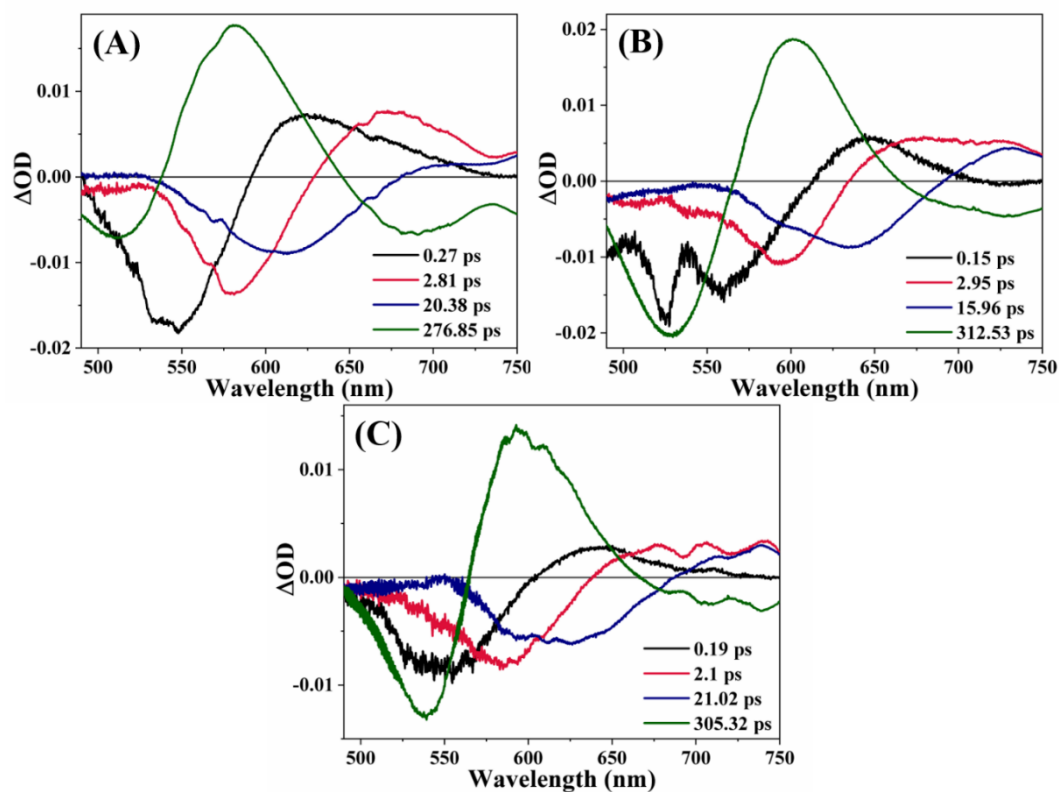 (A)
0.01
0.00
-0.01
-0.02
ΔOD
500 550 600 650 700 750
Wavelength (nm)
0.27 ps
2.81 ps
20.38 ps
276.85 ps
(B)
0.02
0.01
0.00
-0.01
-0.02
ΔOD
500 550 600 650 700 750
Wavelength (nm)
0.15 ps
2.95 ps
15.96 ps
312.53 ps
(C)
0.01
0.00
-0.01
ΔOD
500 550 600 650 700 750
Wavelength (nm)
0.19 ps
2.1 ps
21.02 ps
305.32 ps